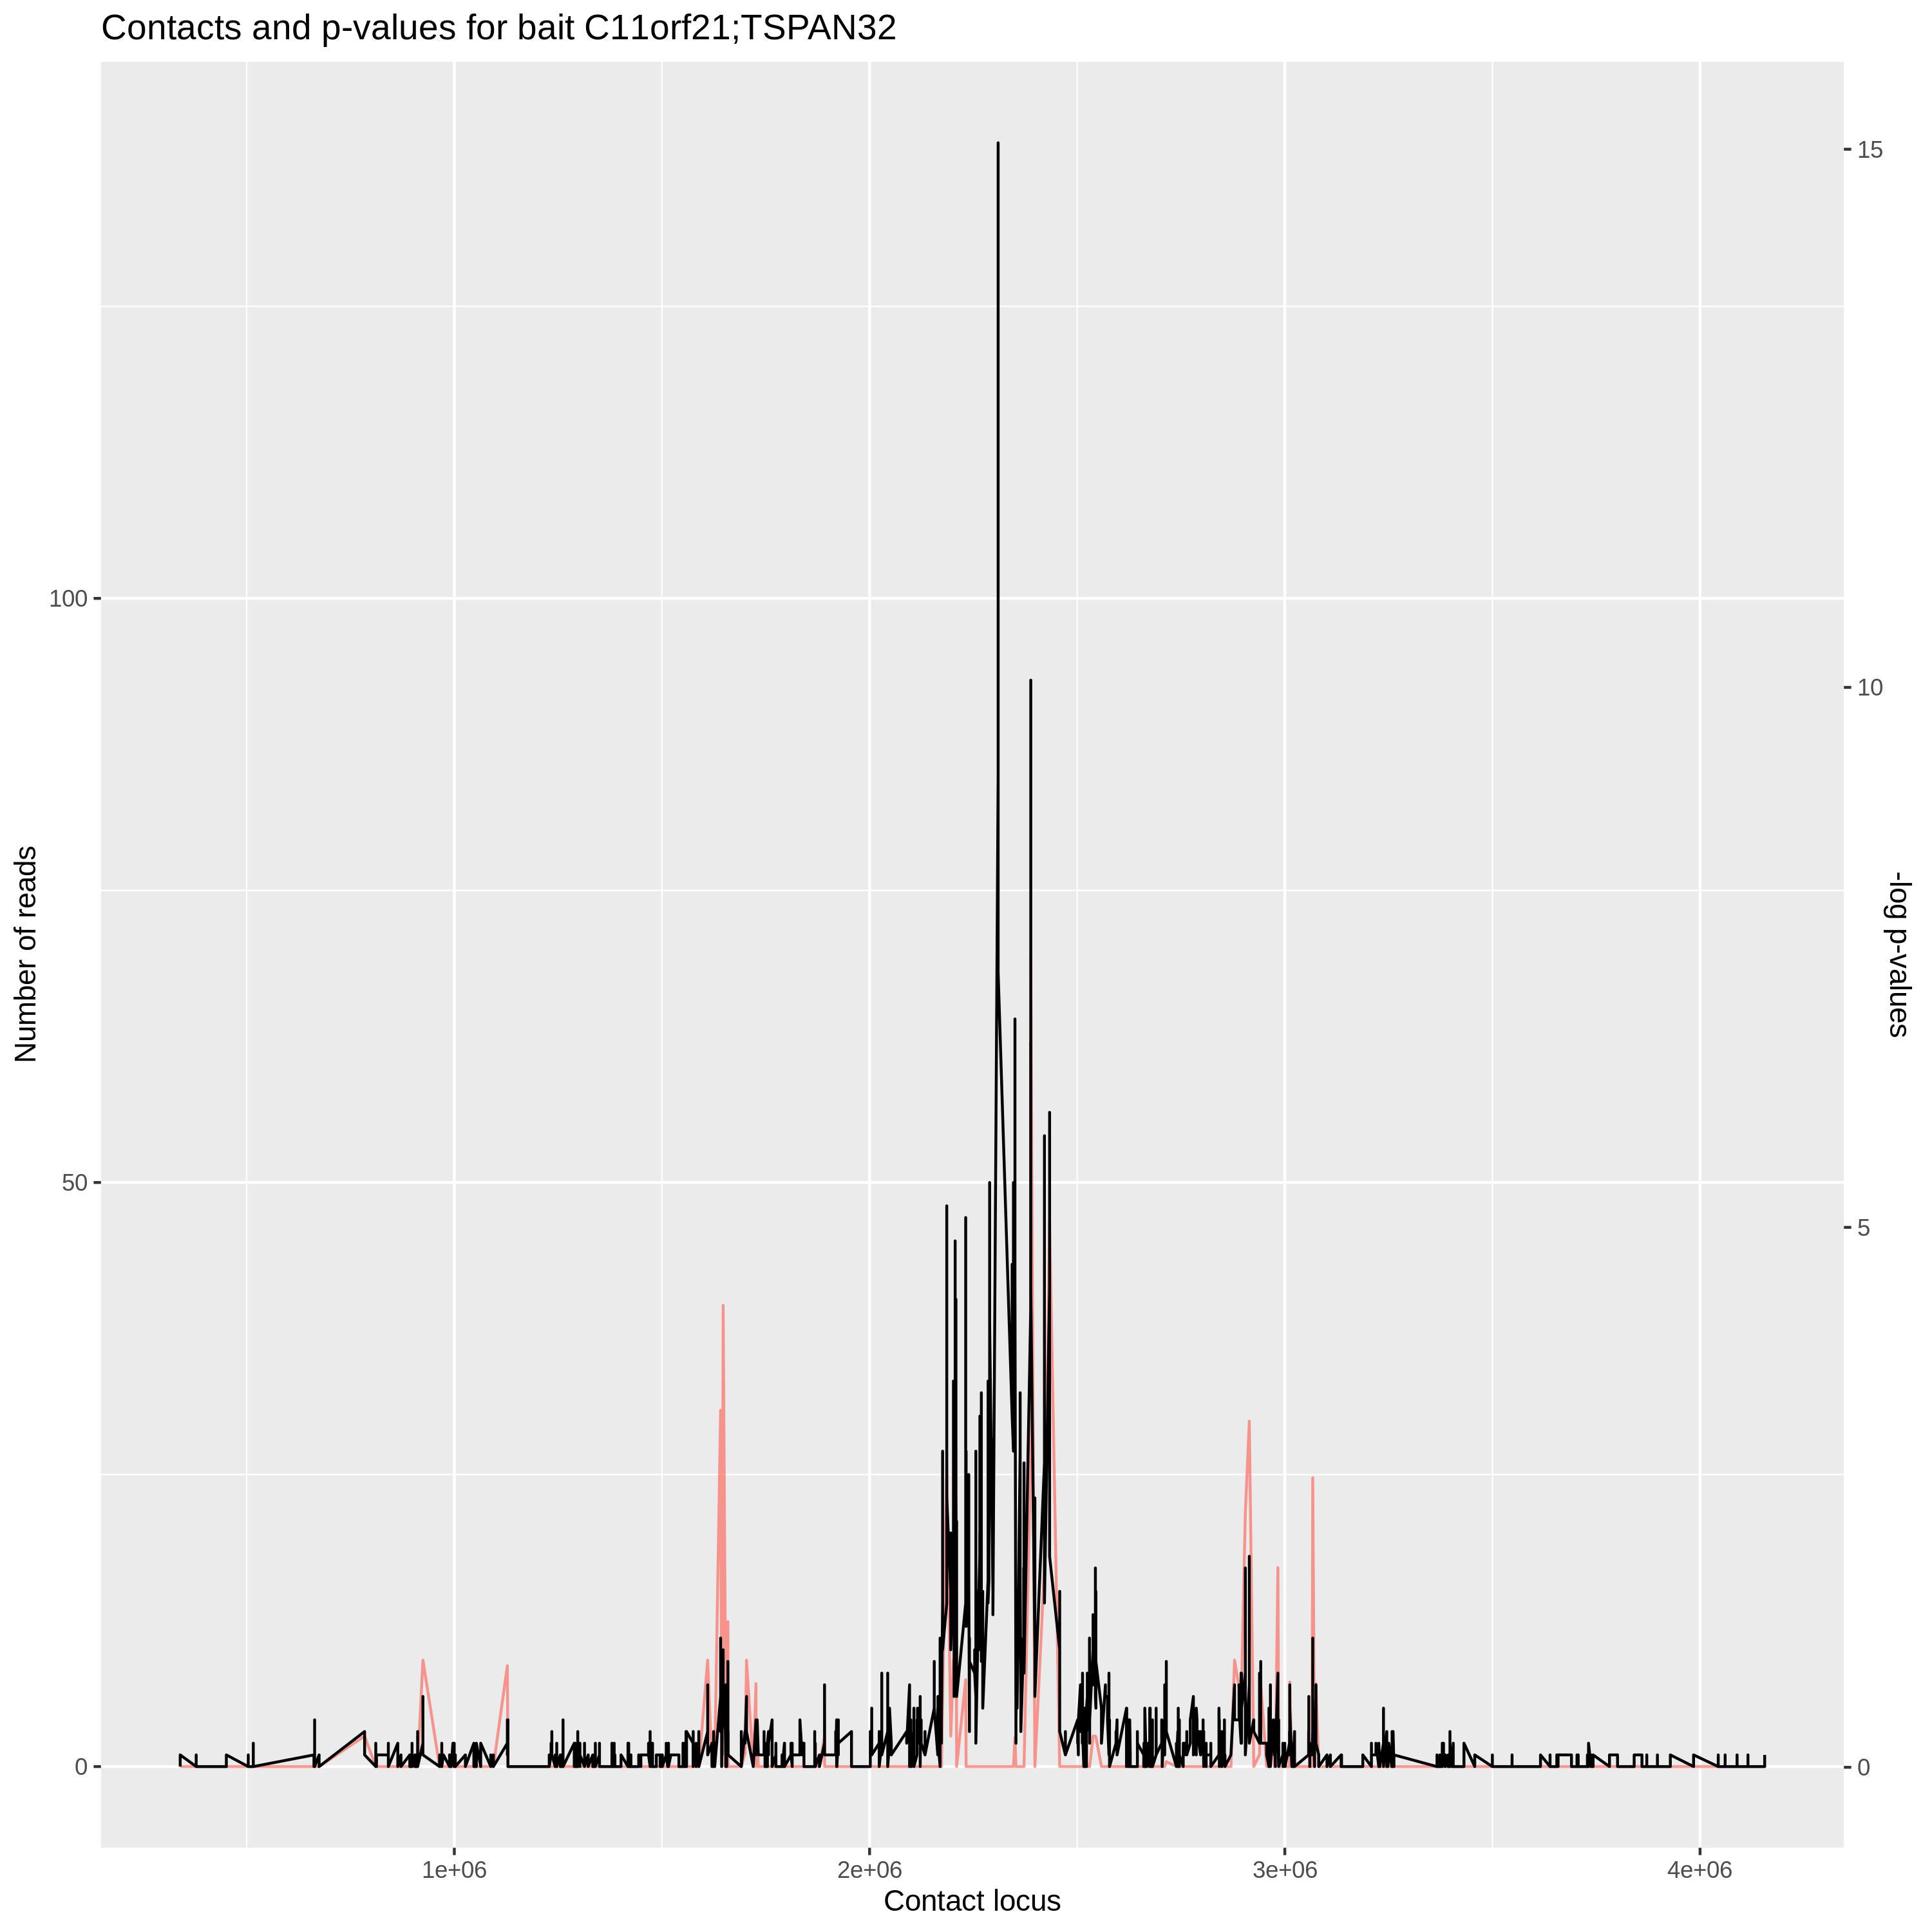 Contacts and p-values for bait C11orf21;TSPAN32
15
100
10
Number of reads
-log p-values
50
5
0
0
1e+06
2e+06
3e+06
4e+06
Contact locus